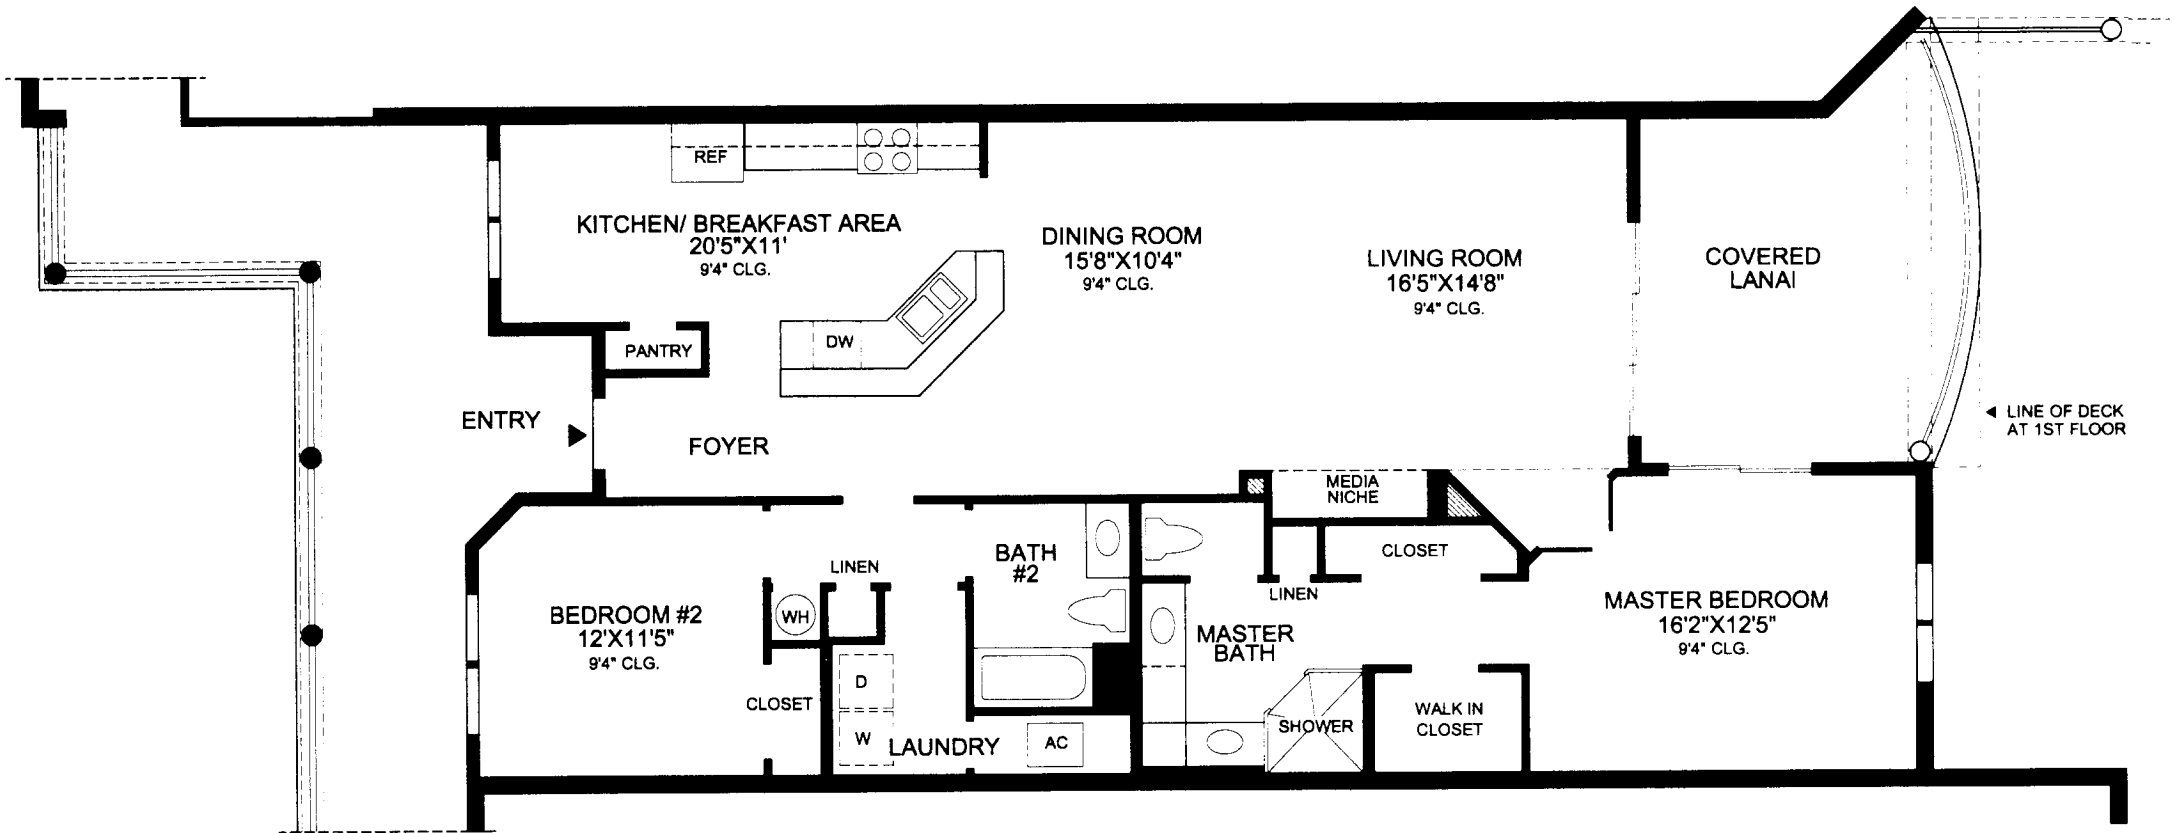 REF
KITCHEN/ BREAKFAST AREA
20'5"X11'
9'4" CLG.
DINING ROOM
15'8"X10'4"
9'4" CLG.
LIVING ROOM
16'5"X14'8"
9'4" CLG.
COVERED
LANAI
PANTRY
DW
ENTRY
FOYER
LINE OF DECK
AT 1ST FLOOR
MEDIA
NICHE
BATH
#2
CLOSET
LINEN
LINEN
BEDROOM #2
12'X11'5"
9'4" CLG.
WH
MASTER
BATH
MASTER BEDROOM
16'2"X12'5"
9'4" CLG.
CLOSET
D
W
LAUNDRY
AC
SHOWER
WALK IN
CLOSET